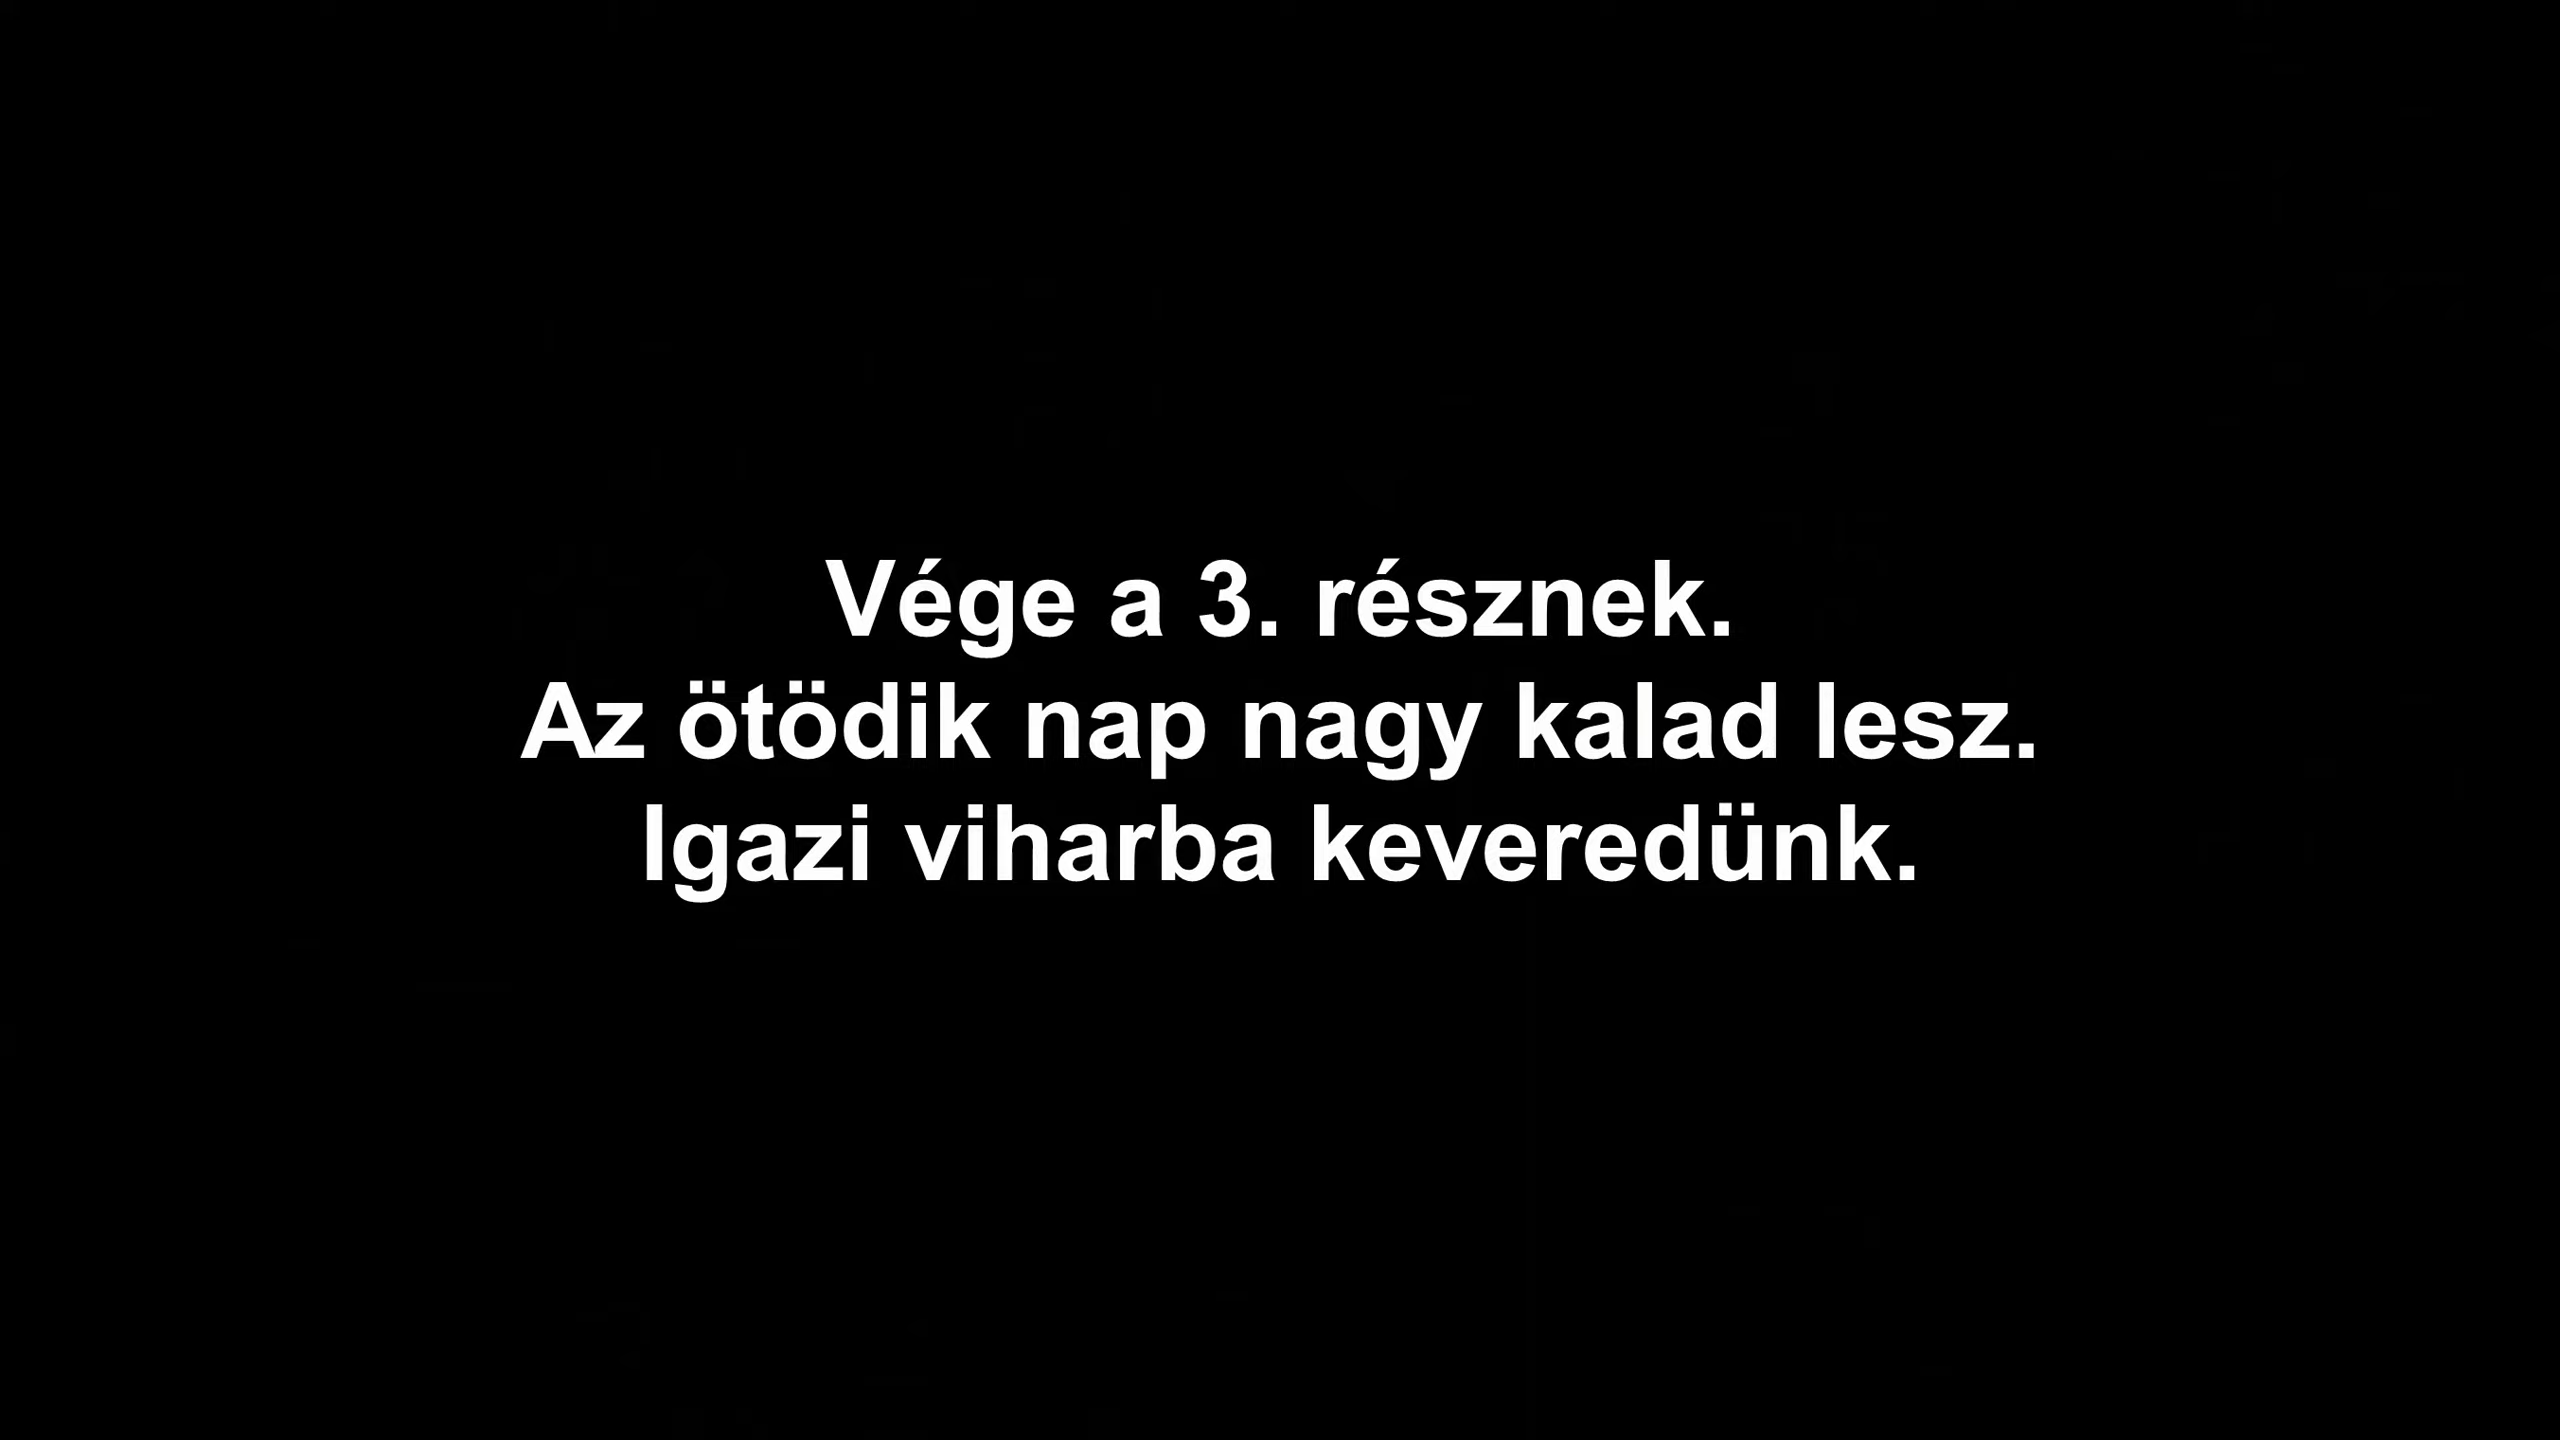 Vége a 3. résznek.
Az ötödik nap nagy kalad lesz.
Igazi viharba keveredünk.